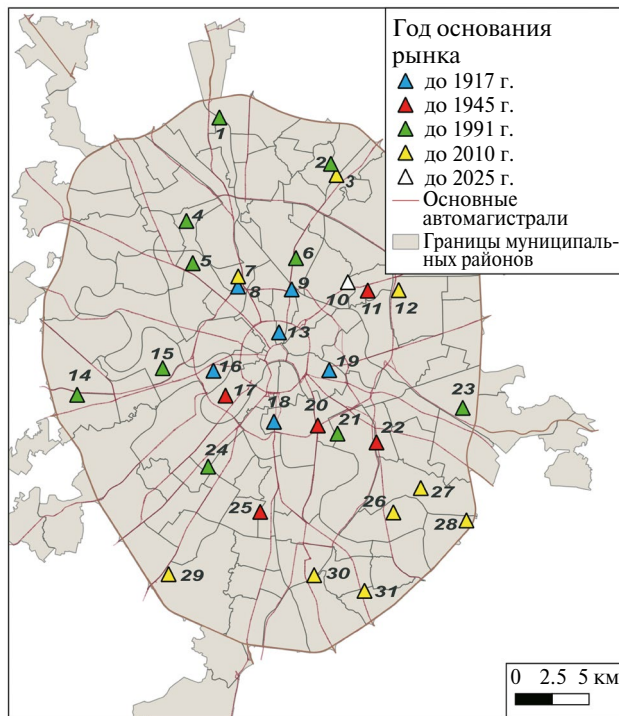 Год основания
рынка
до 1917 г.
до 1945 г.
до 1991 г.
до 2010 г.
до 2025 г.
Основные
автомагистрали
Границы муниципаль-
ных районов
1
2
3
4
5
6
7
8
9
10
11
12
13
14
15
16
17
18
19
20
21
22
23
24
25
26
27
28
29
30
31
0 2.5 5 км